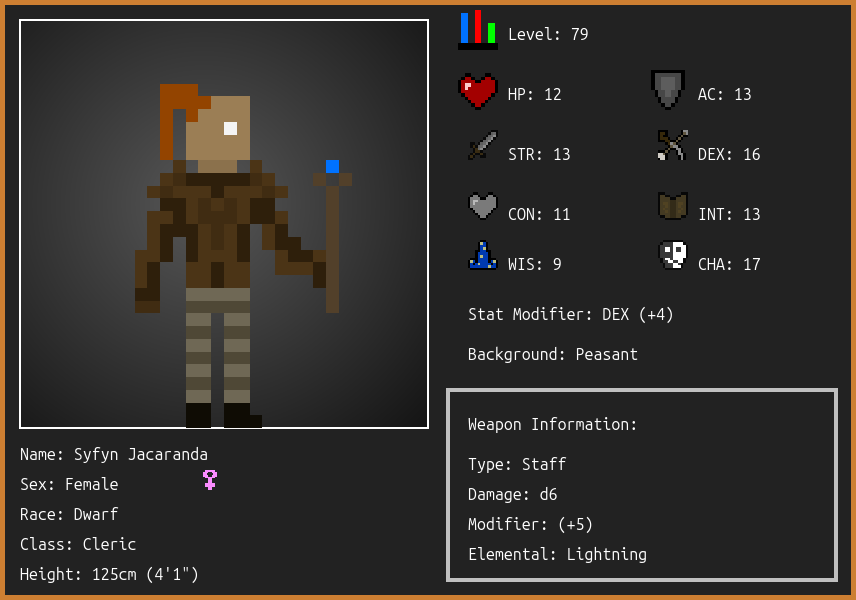 Level: 79
HP: 12
AC: 13
STR: 13
DEX: 16
CON: 11
INT: 13
WIS: 9
CHA: 17
Stat Modifier: DEX (+4)
Background: Peasant
Weapon Information:
Type: Staff
Damage: d6
Modifier: (+5)
Elemental: Lightning
Name: Syfyn Jacaranda
Sex: Female
Race: Dwarf
Class: Cleric
Height: 125cm (4'1")